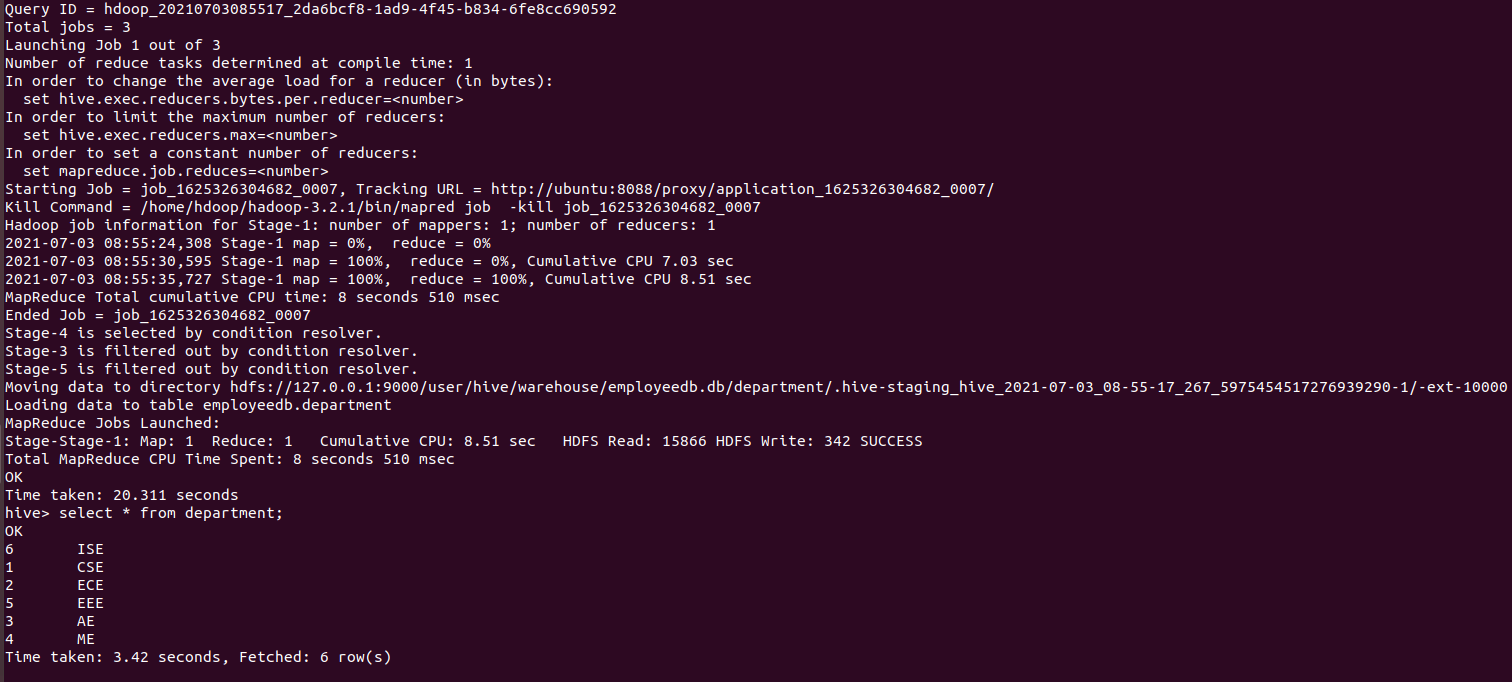 Query ID = hdoop_20210703085517_2da6bcf8-1ad9-4f45-b834-6fe8cc690592
Total jobs = 3
Launching Job 1 out of 3
Number of reduce tasks determined at compile time: 1
In order to change the average load for a reducer (in bytes):
  set hive.exec.reducers.bytes.per.reducer=<number>
In order to limit the maximum number of reducers:
  set hive.exec.reducers.max=<number>
In order to set a constant number of reducers:
  set mapreduce.job.reduces=<number>
Starting Job = job_1625326304682_0007, Tracking URL = http://ubuntu:8088/proxy/application_1625326304682_0007/
Kill Command = /home/hdoop/hadoop-3.2.1/bin/mapred job  -kill job_1625326304682_0007
Hadoop job information for Stage-1: number of mappers: 1; number of reducers: 1
2021-07-03 08:55:24,308 Stage-1 map = 0%,  reduce = 0%
2021-07-03 08:55:30,595 Stage-1 map = 100%,  reduce = 0%, Cumulative CPU 7.03 sec
2021-07-03 08:55:35,727 Stage-1 map = 100%,  reduce = 100%, Cumulative CPU 8.51 sec
MapReduce Total cumulative CPU time: 8 seconds 510 msec
Ended Job = job_1625326304682_0007
Stage-4 is selected by condition resolver.
Stage-3 is filtered out by condition resolver.
Stage-5 is filtered out by condition resolver.
Moving data to directory hdfs://127.0.0.1:9000/user/hive/warehouse/employeedb.db/department/.hive-staging_hive_2021-07-03_08-55-17_267_5975454517276939290-1/-ext-10000
Loading data to table employeedb.department
MapReduce Jobs Launched:
Stage-Stage-1: Map: 1  Reduce: 1   Cumulative CPU: 8.51 sec   HDFS Read: 15866 HDFS Write: 342 SUCCESS
Total MapReduce CPU Time Spent: 8 seconds 510 msec
OK
Time taken: 20.311 seconds
hive> select * from department;
OK
6	ISE
1	CSE
2	ECE
5	EEE
3	AE
4	ME
Time taken: 3.42 seconds, Fetched: 6 row(s)